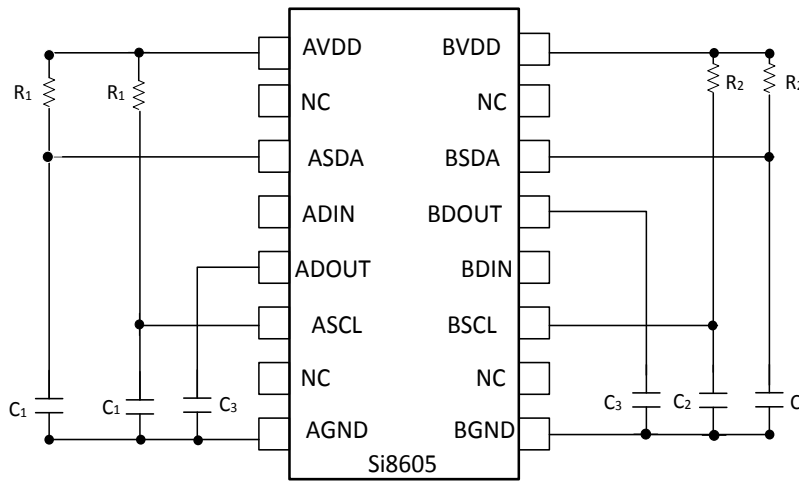 AVDD
BVDD
R1
R1
R2
R2
NC
NC
ASDA
BSDA
ADIN
BDOUT
ADOUT
BDIN
ASCL
BSCL
NC
NC
C1
C1
C3
C3
C2
C
AGND
BGND
Si8605